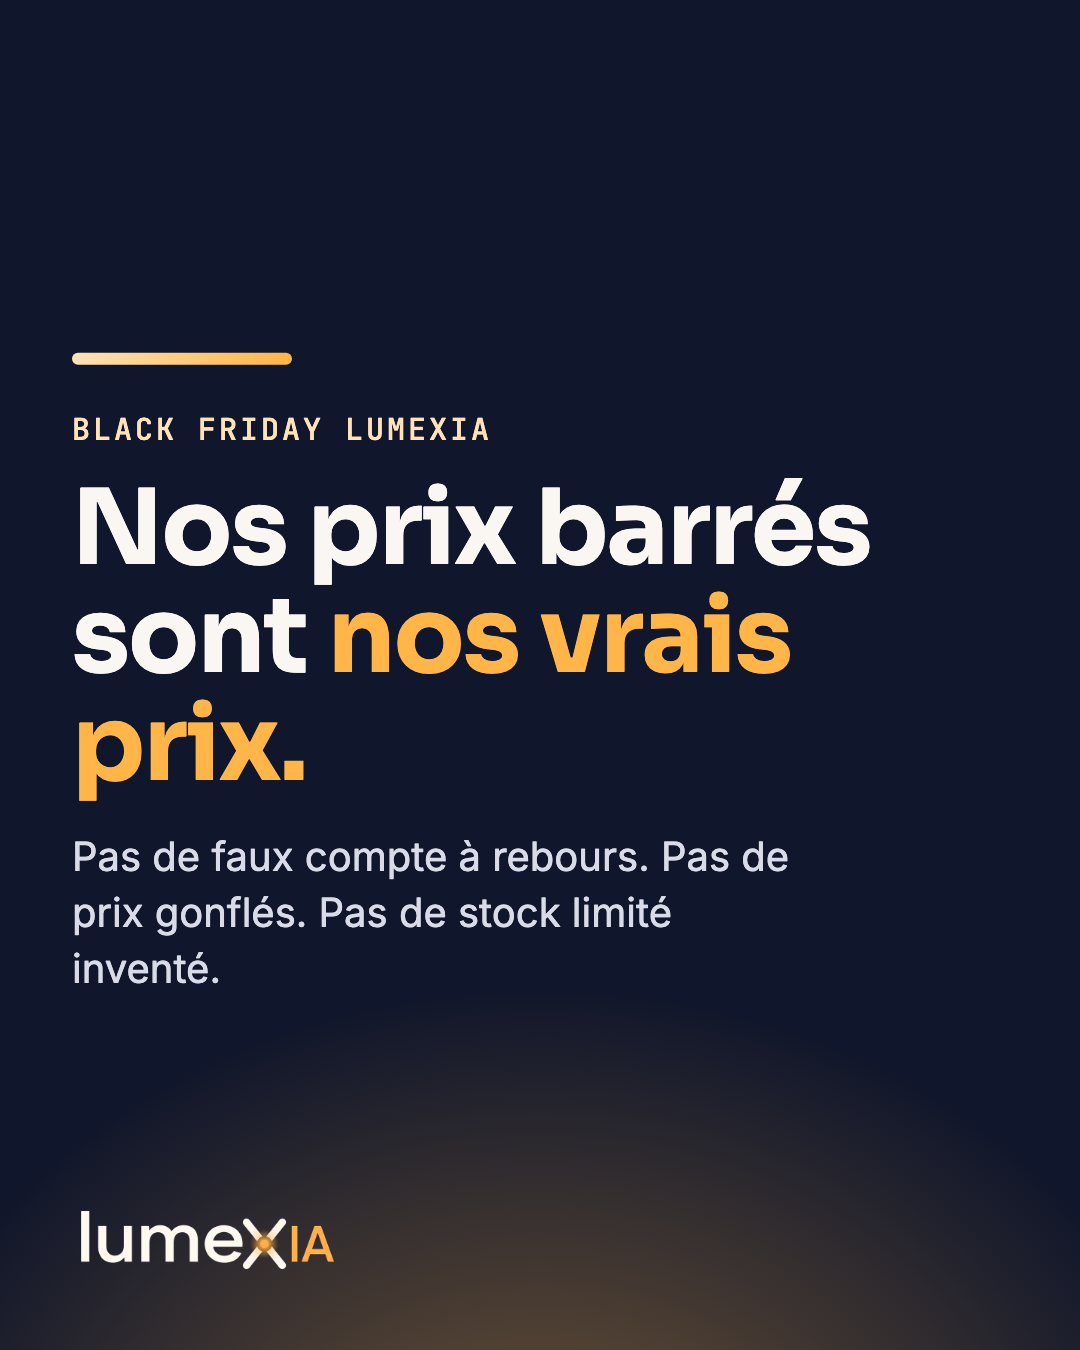 BLACK FRIDAY LUMEXIA
Nos prix barrés
sont nos vrais
prix.
Pas de faux compte à rebours. Pas de
prix gonflés. Pas de stock limité
inventé.
lumexIA